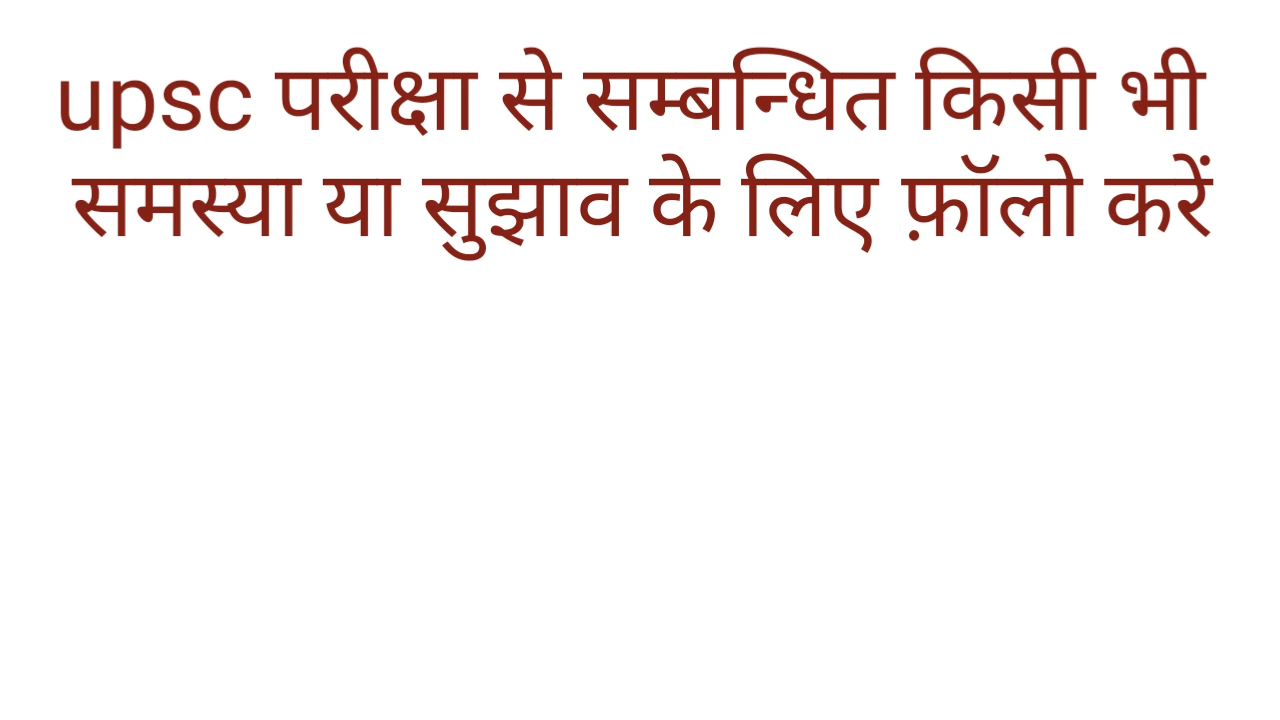 upsc परीक्षा से सम्बन्धित किसी भी
समस्या या सुझाव के लिए फ़ॉलो करें